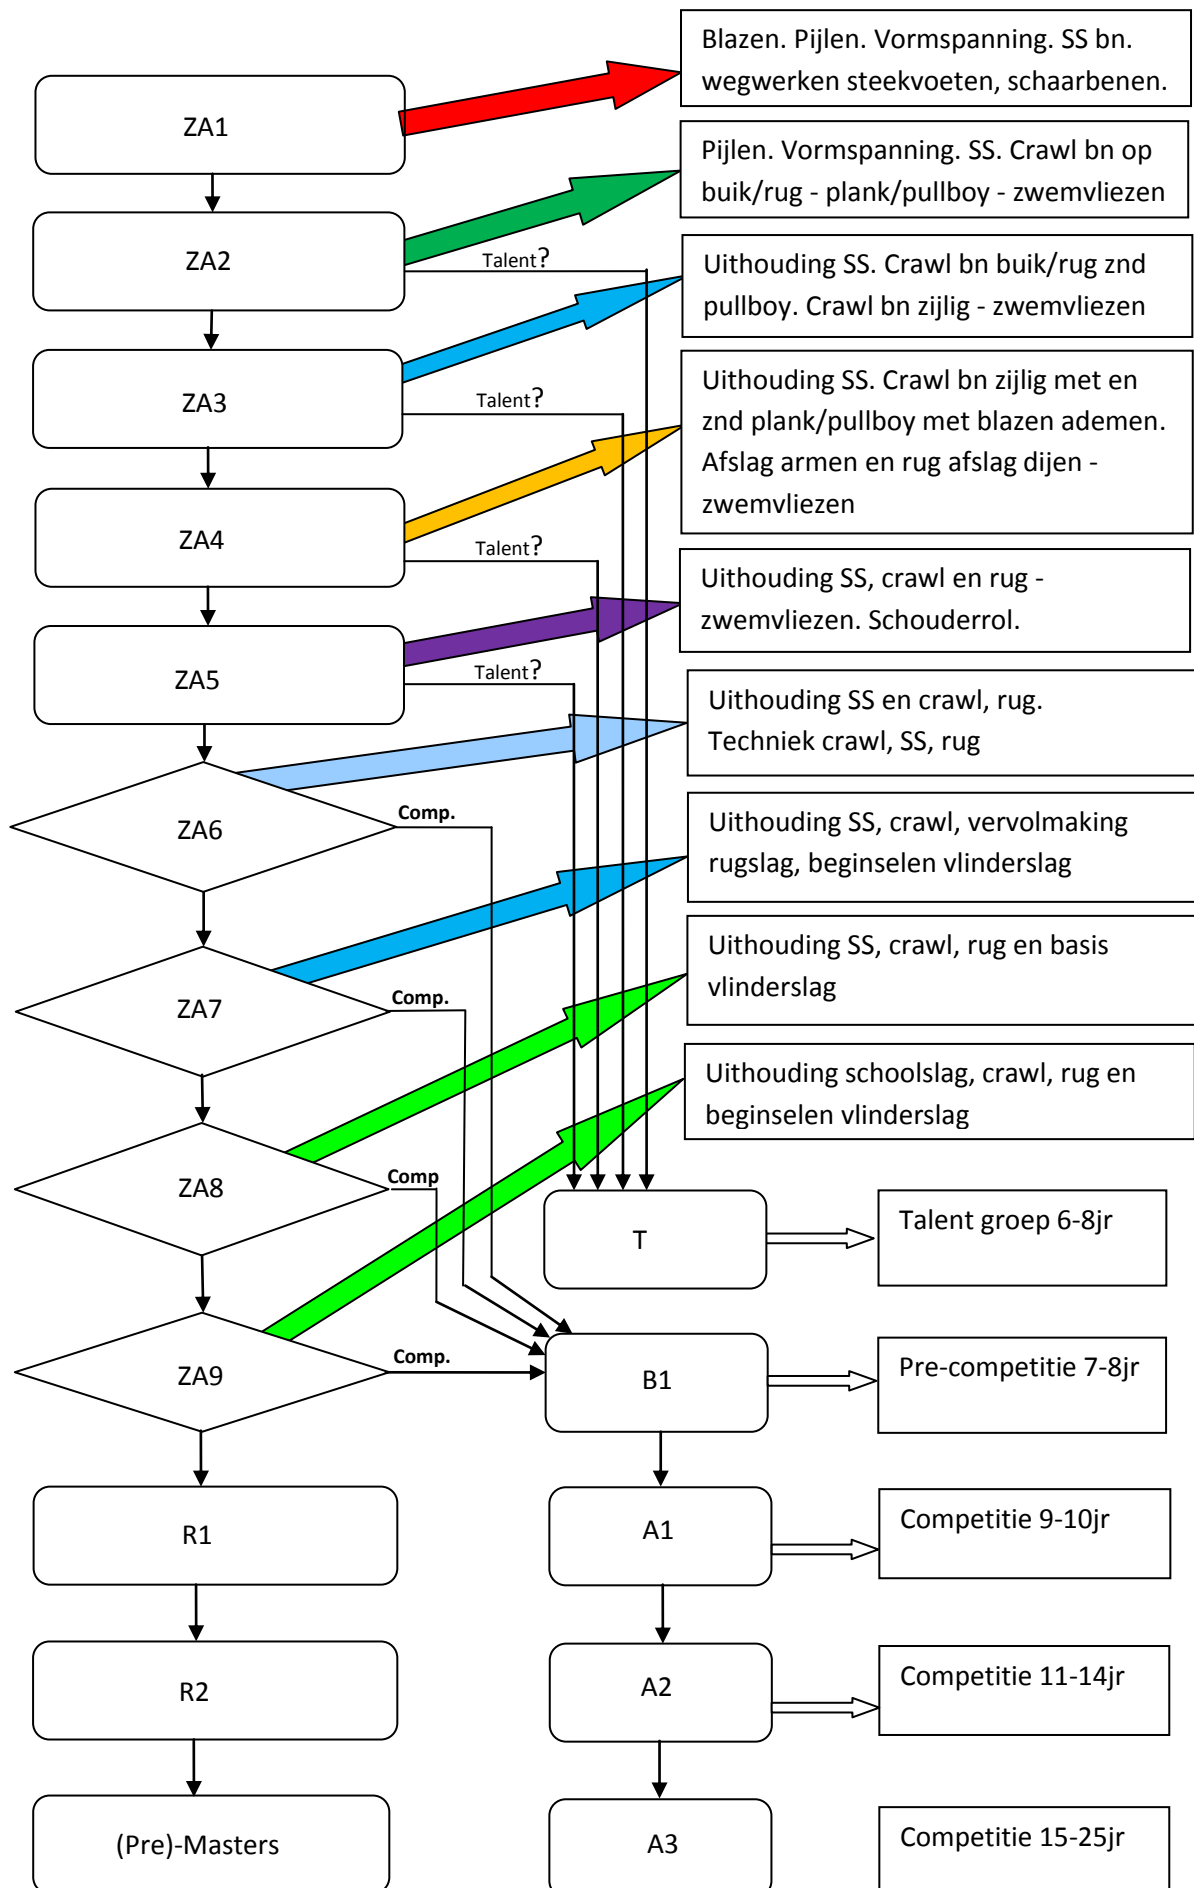 Blazen. Pijlen. Vormspanning. SS bn.
wegwerken steekvoeten, schaarbenen.
ZA1
Pijlen. Vormspanning. SS. Crawl bn op
buik/rug - plank/pullboy - zwemvliezen
ZA2
Talent?
Uithouding SS. Crawl bn buik/rug znd
pullboy. Crawl bn zijlig - zwemvliezen
ZA3
Talent?
Uithouding SS. Crawl bn zijlig met en
znd plank/pullboy met blazen ademen.
Afslag armen en rug afslag dijen -
zwemvliezen
ZA4
Talent?
Uithouding SS, crawl en rug -
zwemvliezen. Schouderrol.
ZA5
Talent?
Uithouding SS en crawl, rug.
Techniek crawl, SS, rug
ZA6
Comp.
Uithouding SS, crawl, vervolmaking
rugslag, beginselen vlinderslag
ZA7
Comp.
Uithouding SS, crawl, rug en basis
vlinderslag
ZA8
Comp
Uithouding schoolslag, crawl, rug en
beginselen vlinderslag
T
Talent groep 6-8jr
ZA9
Comp.
B1
Pre-competitie 7-8jr
R1
A1
Competitie 9-10jr
R2
A2
Competitie 11-14jr
(Pre)-Masters
A3
Competitie 15-25jr